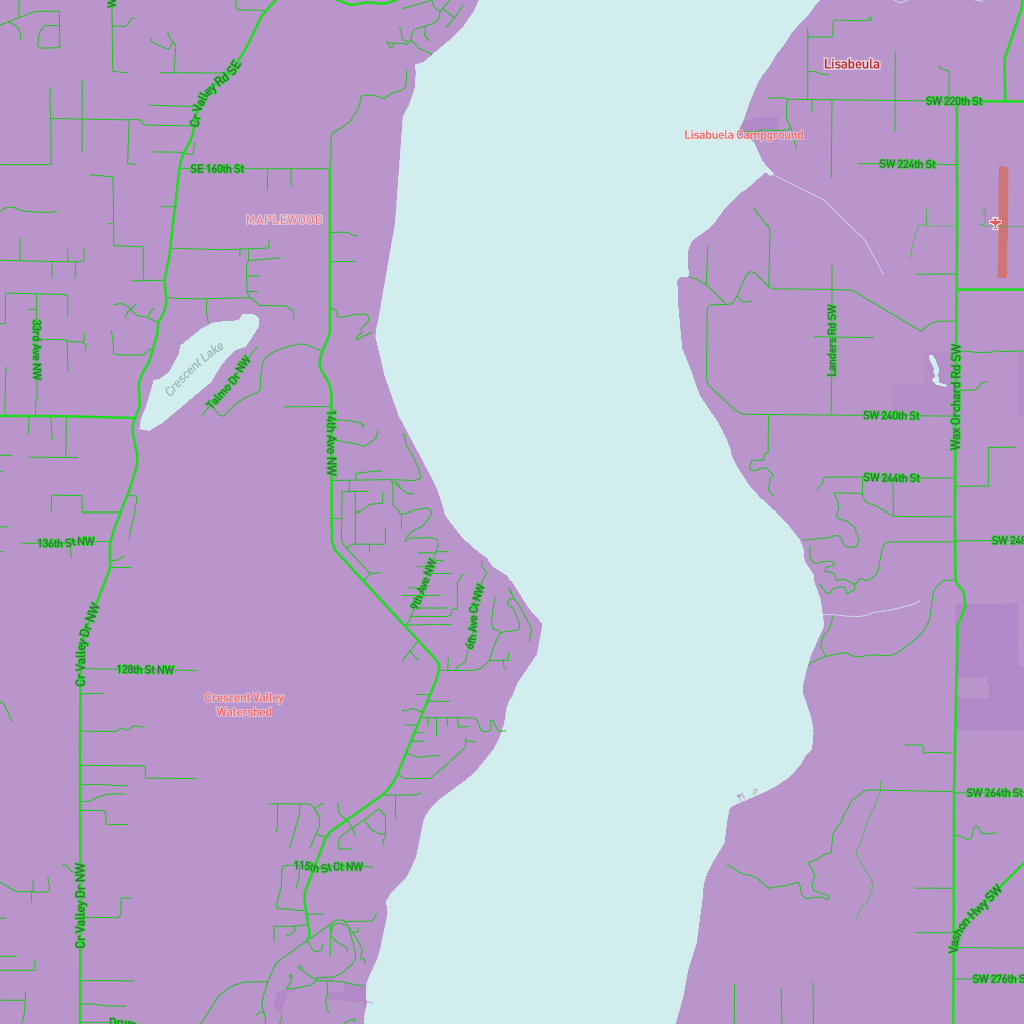 W
Lisabeula
Cr Valley Rd SE
SW 220th St
Lisabuela Campground
SE 160th St
SW 224th St
MAPLEWOOD
33rd Ave NW
Crescent Lake
Talmo Dr NW
Landers Rd SW
Wax Orchard Rd SW
14th Ave NW
SW 240th St
SW 244th St
136th St NW
SW 248
9th Ave NW
6th Ave Ct NW
Cr Valley Dr NW
128th St NW
Crescent Valley
Watershed
SW 264th St
115th St Ct NW
Cr Valley Dr NW
Vashon Hwy SW
SW 276th S